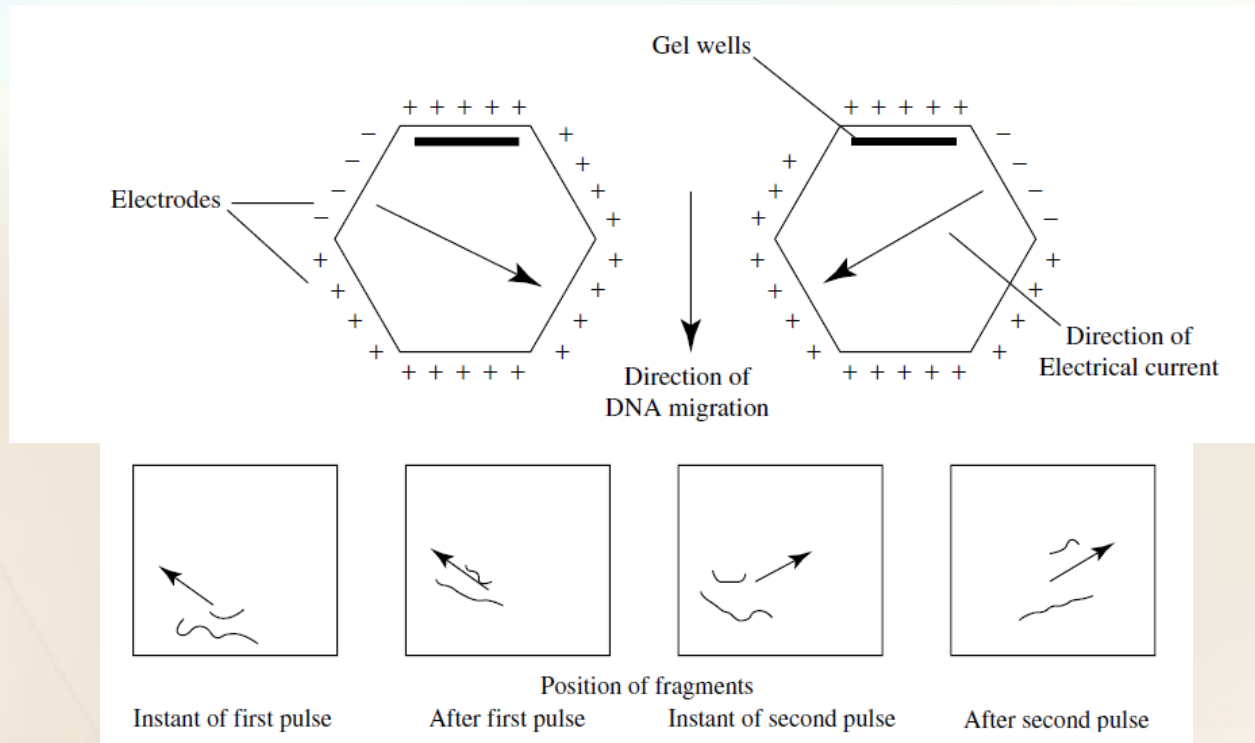 Gel wells
+ + + + +
+ + + + +
Electrodes
Direction of
DNA migration
Direction of
Electrical current
+ + + + +
+ + + + +
Position of fragments
Instant of first pulse
After first pulse
Instant of second pulse
After second pulse